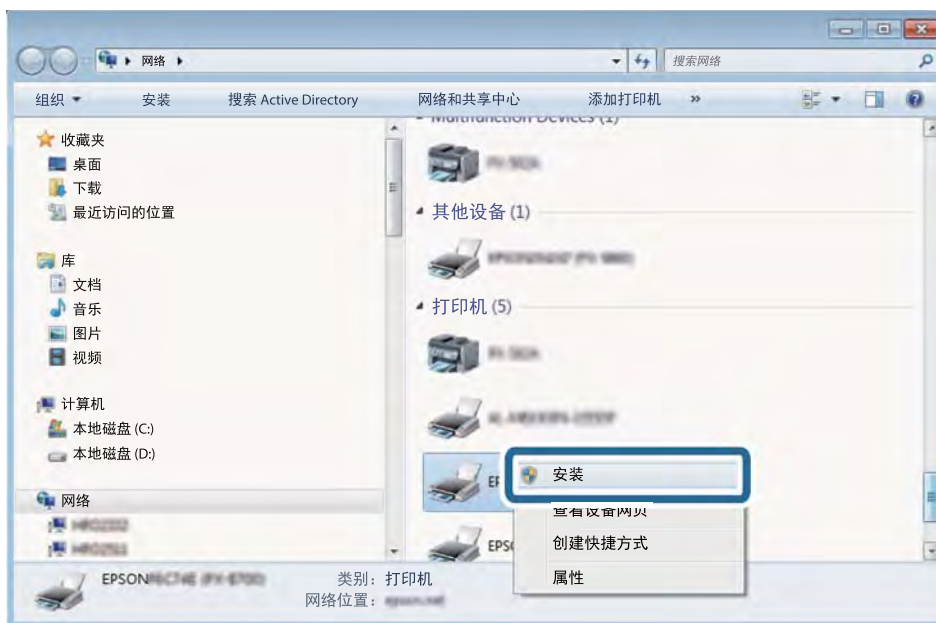 网络
搜索网络
组织 安装 搜索 Active Directory 网络和共享中心 添加打印机 »
收藏夹
桌面
下载
最近访问的位置
库
文档
音乐
图片
视频
计算机
本地磁盘 (C:)
本地磁盘 (D:)
网络
Multifunction Devices (1)
其他设备 (1)
打印机 (5)
安装
查看设备网页
创建快捷方式
属性
EPSON
类别: 打印机
网络位置: